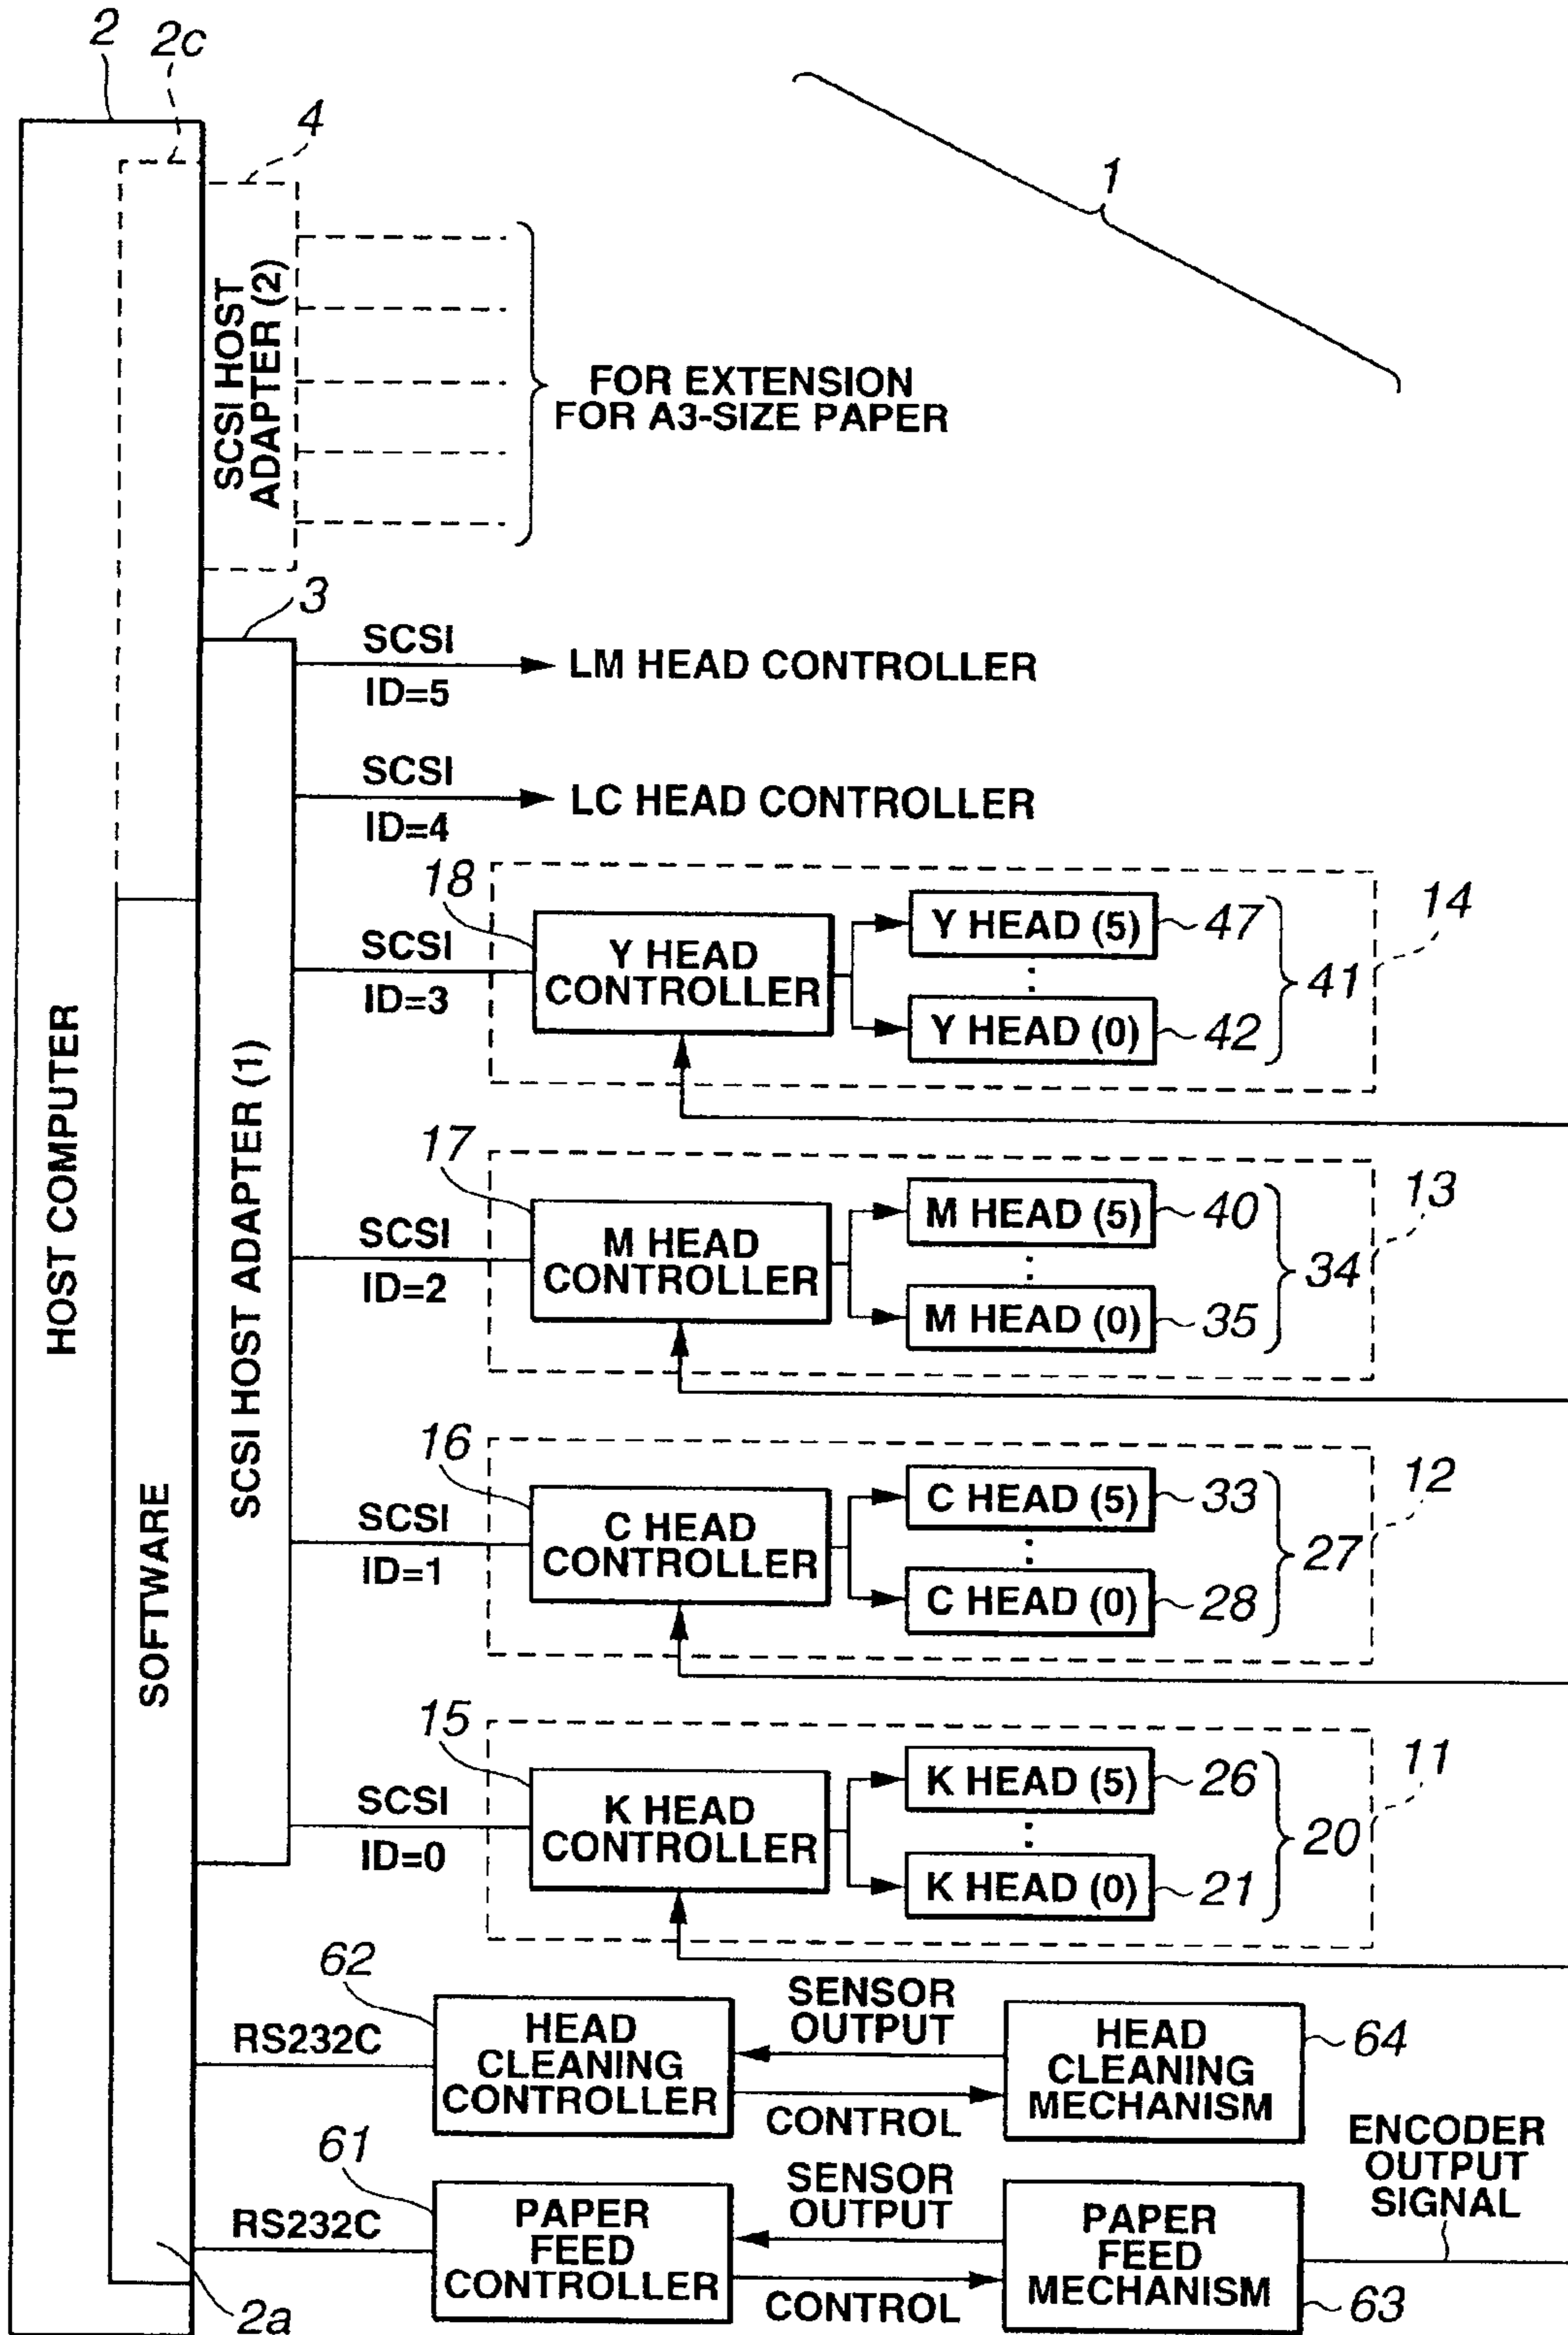 2
2c
4
1
SCSI HOST
ADAPTER (2)
FOR EXTENSION
FOR A3-SIZE PAPER
3
SCSI
ID=5
LM HEAD CONTROLLER
SCSI
ID=4
LC HEAD CONTROLLER
HOST COMPUTER
SOFTWARE
SCSI HOST ADAPTER (1)
18
SCSI
ID=3
Y HEAD
CONTROLLER
Y HEAD (5)
47
Y HEAD (0)
42
41
14
17
SCSI
ID=2
M HEAD
CONTROLLER
M HEAD (5)
40
M HEAD (0)
35
34
13
16
SCSI
ID=1
C HEAD
CONTROLLER
C HEAD (5)
33
C HEAD (0)
28
27
12
15
SCSI
ID=0
K HEAD
CONTROLLER
K HEAD (5)
26
K HEAD (0)
21
20
11
62
RS232C
HEAD
CLEANING
CONTROLLER
SENSOR
OUTPUT
CONTROL
HEAD
CLEANING
MECHANISM
64
61
RS232C
PAPER
FEED
CONTROLLER
SENSOR
OUTPUT
CONTROL
PAPER
FEED
MECHANISM
63
ENCODER
OUTPUT
SIGNAL
2a